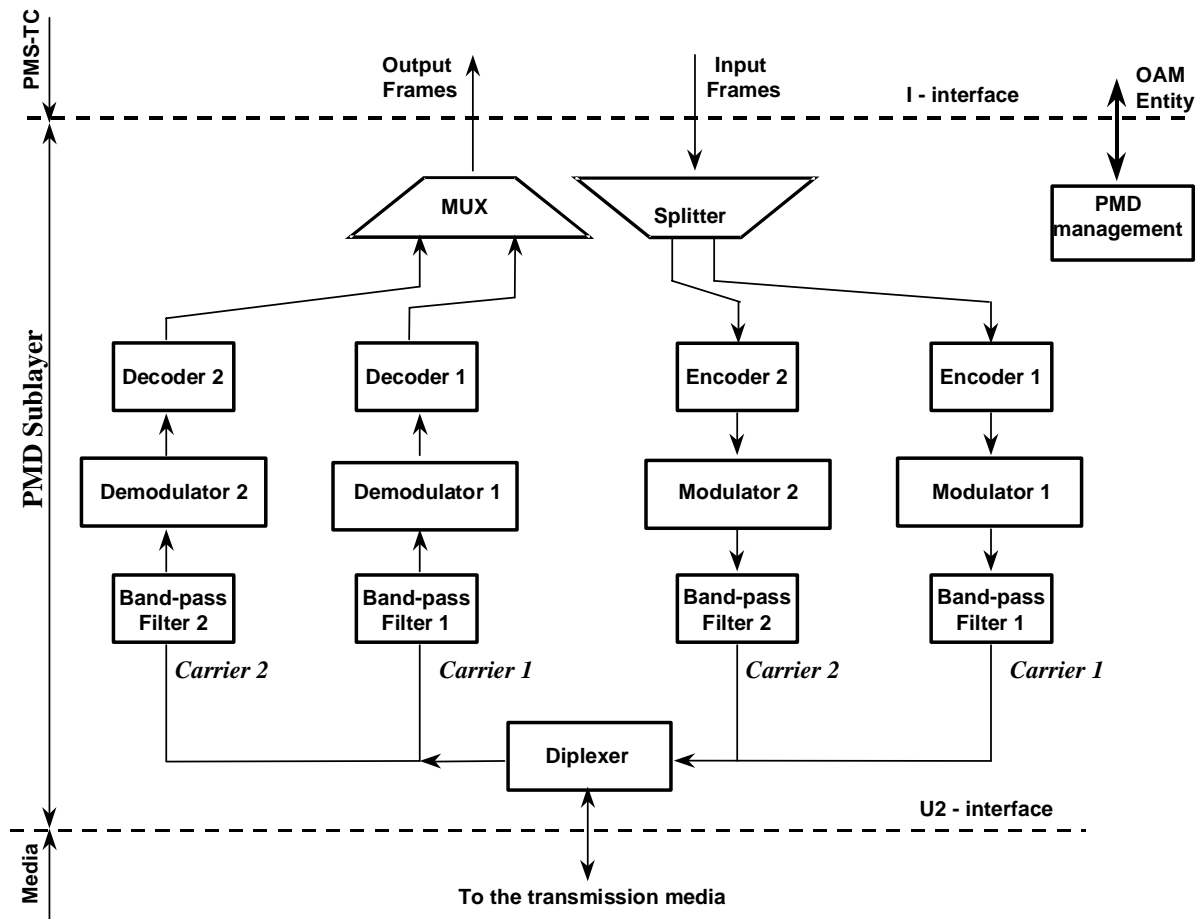 PMS-TC
Output
Frames
Input
Frames
I - interface
OAM
Entity
MUX
Splitter
PMD
management
PMD Sublayer
Decoder 2
Decoder 1
Encoder 2
Encoder 1
Demodulator 2
Demodulator 1
Modulator 2
Modulator 1
Band-pass
Filter 2
Band-pass
Filter 1
Band-pass
Filter 2
Band-pass
Filter 1
Carrier 2
Carrier 1
Carrier 2
Carrier 1
Diplexer
U2 - interface
Media
To the transmission media